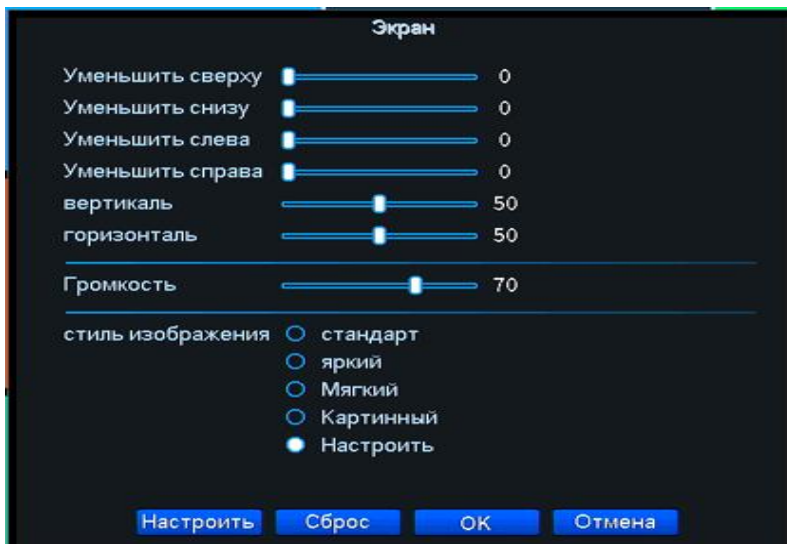 Экран
Уменьшить сверху 0
Уменьшить снизу 0
Уменьшить слева 0
Уменьшить справа 0
вертикаль 50
горизонталь 50
Громкость 70
стиль изображения стандарт
яркий
Мягкий
Картинный
Настроить
Настроить Сброс OK Отмена